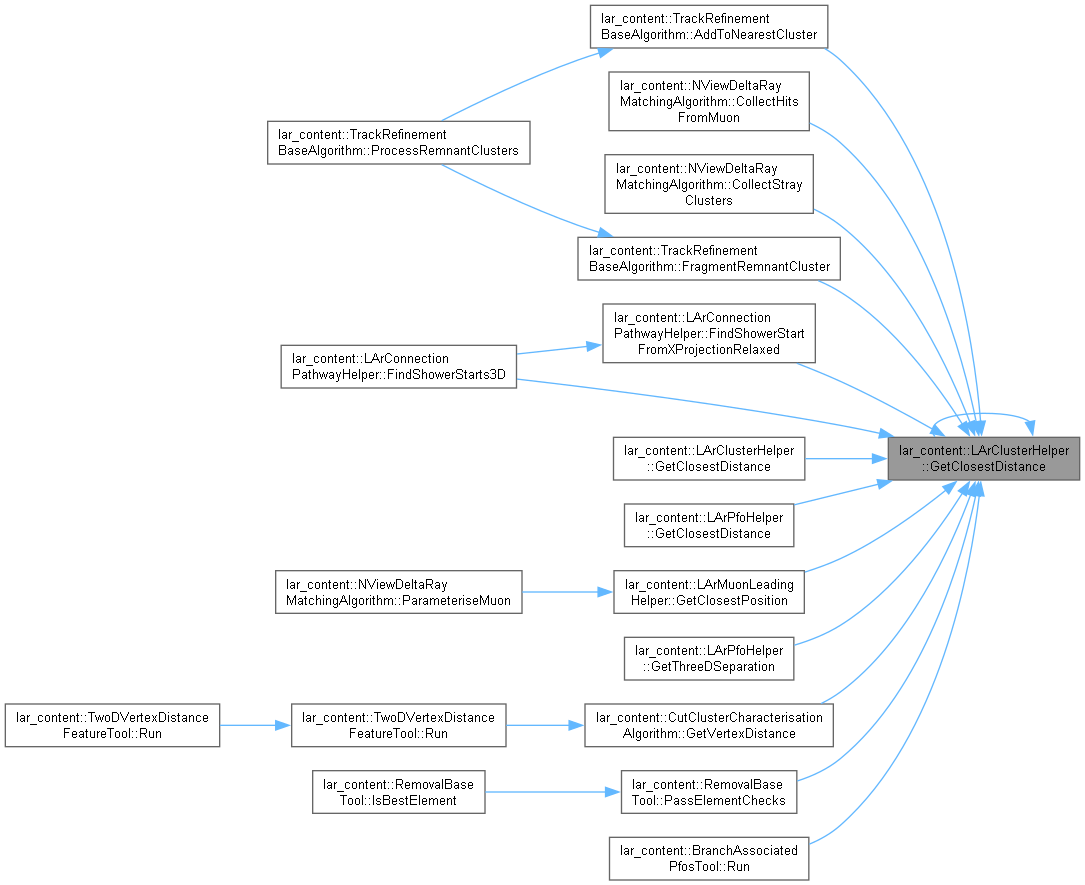 lar_content::TrackRefinement
BaseAlgorithm::AddToNearestCluster
lar_content::NViewDeltaRay
MatchingAlgorithm::CollectHits
FromMuon
lar_content::TrackRefinement
BaseAlgorithm::ProcessRemnantClusters
lar_content::NViewDeltaRay
MatchingAlgorithm::CollectStray
Clusters
lar_content::TrackRefinement
BaseAlgorithm::FragmentRemnantCluster
lar_content::LArConnection
PathwayHelper::FindShowerStart
FromXProjectionRelaxed
lar_content::LArConnection
PathwayHelper::FindShowerStarts3D
lar_content::LArClusterHelper
::GetClosestDistance
lar_content::LArClusterHelper
::GetClosestDistance
lar_content::LArPfoHelper
::GetClosestDistance
lar_content::NViewDeltaRay
MatchingAlgorithm::ParameteriseMuon
lar_content::LArMuonLeading
Helper::GetClosestPosition
lar_content::LArPfoHelper
::GetThreeDSeparation
lar_content::TwoDVertexDistance
FeatureTool::Run
lar_content::TwoDVertexDistance
FeatureTool::Run
lar_content::CutClusterCharacterisation
Algorithm::GetVertexDistance
lar_content::RemovalBase
Tool::IsBestElement
lar_content::RemovalBase
Tool::PassElementChecks
lar_content::BranchAssociated
PfosTool::Run